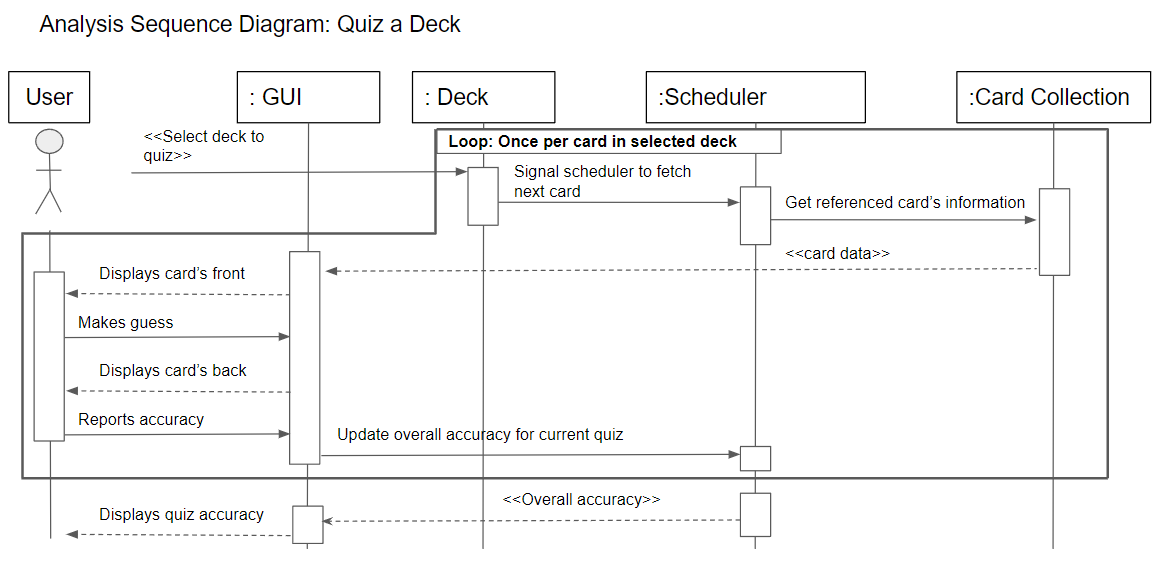 Analysis Sequence Diagram: Quiz a Deck
User
: GUI
: Deck
:Scheduler
:Card Collection
<<Select deck to
quiz>>
Loop: Once per card in selected deck
Signal scheduler to fetch
next card
Get referenced card's information
<<card data>>
Displays card's front
Makes guess
Displays card's back
Reports accuracy
Update overall accuracy for current quiz
<<Overall accuracy>>
Displays quiz accuracy